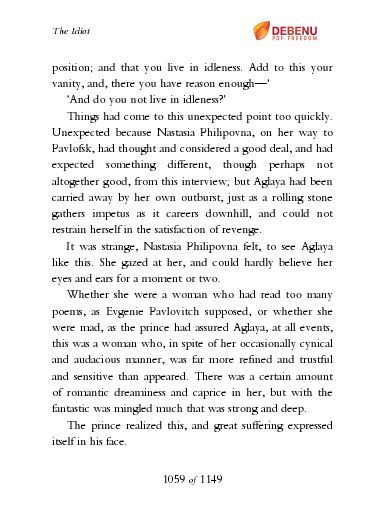 The Idiot
DEBENU
PDF FREEDOM
position; and that you live in idleness. Add to this your
vanity, and, there you have reason enough—'
'And do you not live in idleness?'
Things had come to this unexpected point too quickly.
Unexpected because Nastasia Philipovna, on her way to
Pavlofsk, had thought and considered a good deal, and had
expected something different, though perhaps not
altogether good, from this interview; but Aglaya had been
carried away by her own outburst, just as a rolling stone
gathers impetus as it careers downhill, and could not
restrain herself in the satisfaction of revenge.
It was strange, Nastasia Philipovna felt, to see Aglaya
like this. She gazed at her, and could hardly believe her
eyes and ears for a moment or two.
Whether she were a woman who had read too many
poems, as Evgenie Pavlovitch supposed, or whether she
were mad, as the prince had assured Aglaya, at all events,
this was a woman who, in spite of her occasionally cynical
and audacious manner, was far more refined and trustful
and sensitive than appeared. There was a certain amount
of romantic dreaminess and caprice in her, but with the
fantastic was mingled much that was strong and deep.
The prince realized this, and great suffering expressed
itself in his face.
1059 of 1149